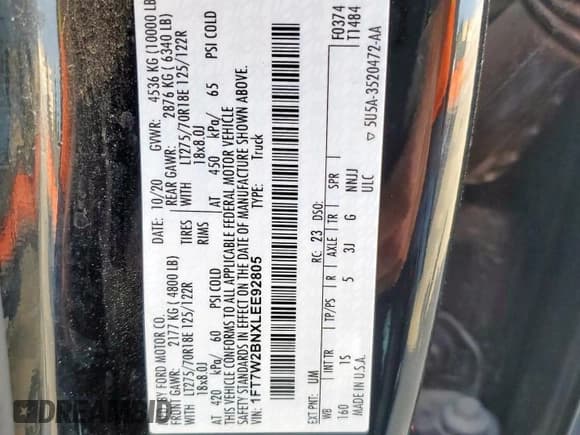 BY FORD MOTOR CO.
DATE: 10/20 GVWR: 4536 KG (10000 LB
FRONT GAWR: 2177 KG ( 4800 LB) REAR GAWR: 2876 KG ( 6340 LB)
WITH LT275/70R18E 125/122R TIRES WITH LT275/70R18E 125/122R
18x8.0J RIMS 18x8.0J
AT 420 kPa/ 60 PSI COLD AT 450 kPa/ 65 PSI COLD
THIS VEHICLE CONFORMS TO ALL APPLICABLE FEDERAL MOTOR VEHICLE
SAFETY STANDARDS IN EFFECT ON THE DATE OF MANUFACTURE SHOWN ABOVE.
VIN: 1FT7W2BNXLEE92805 TYPE: Truck
F0374
T1484
EXT PNT: UM RC: 23 DSO:
WB INT TR TP/PS R AXLE TR SPR
160 1S 5 3J G NNJJ
MADE IN U.S.A. ULC
5U5A-3520472-AA
DREAMBID